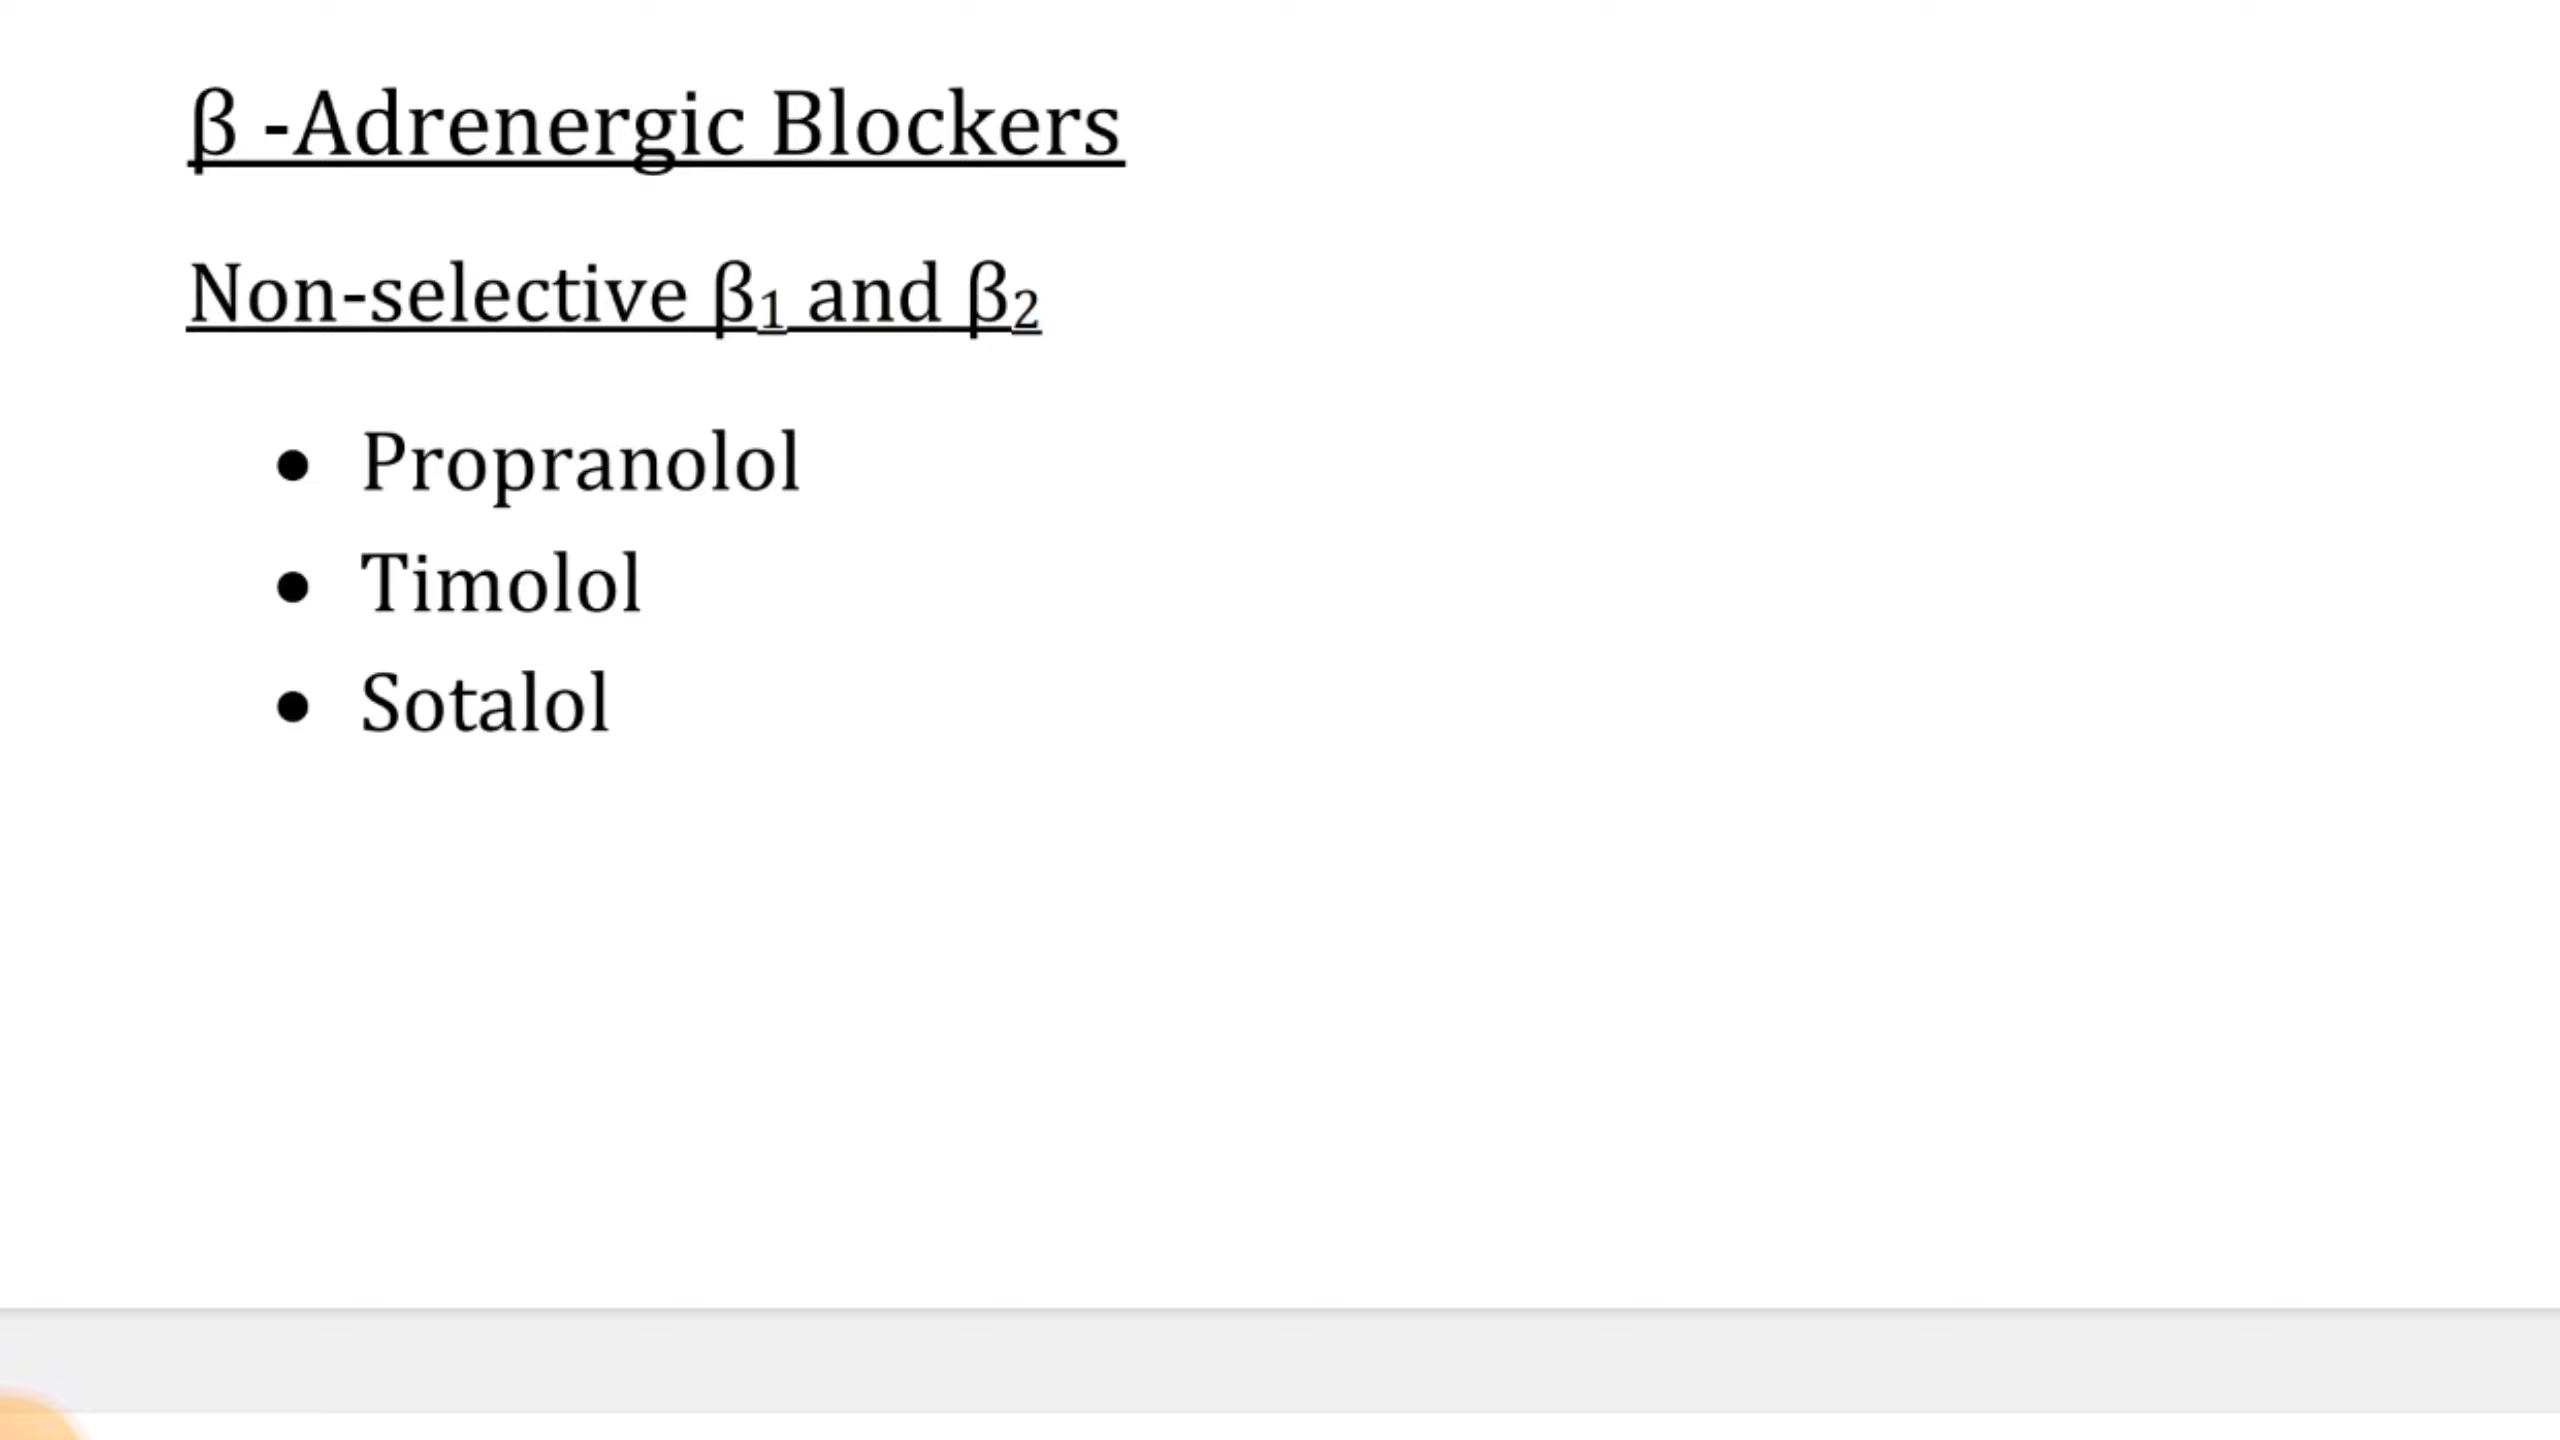 β -Adrenergic Blockers
Non-selective β₁ and β₂
• Propranolol
• Timolol
• Sotalol